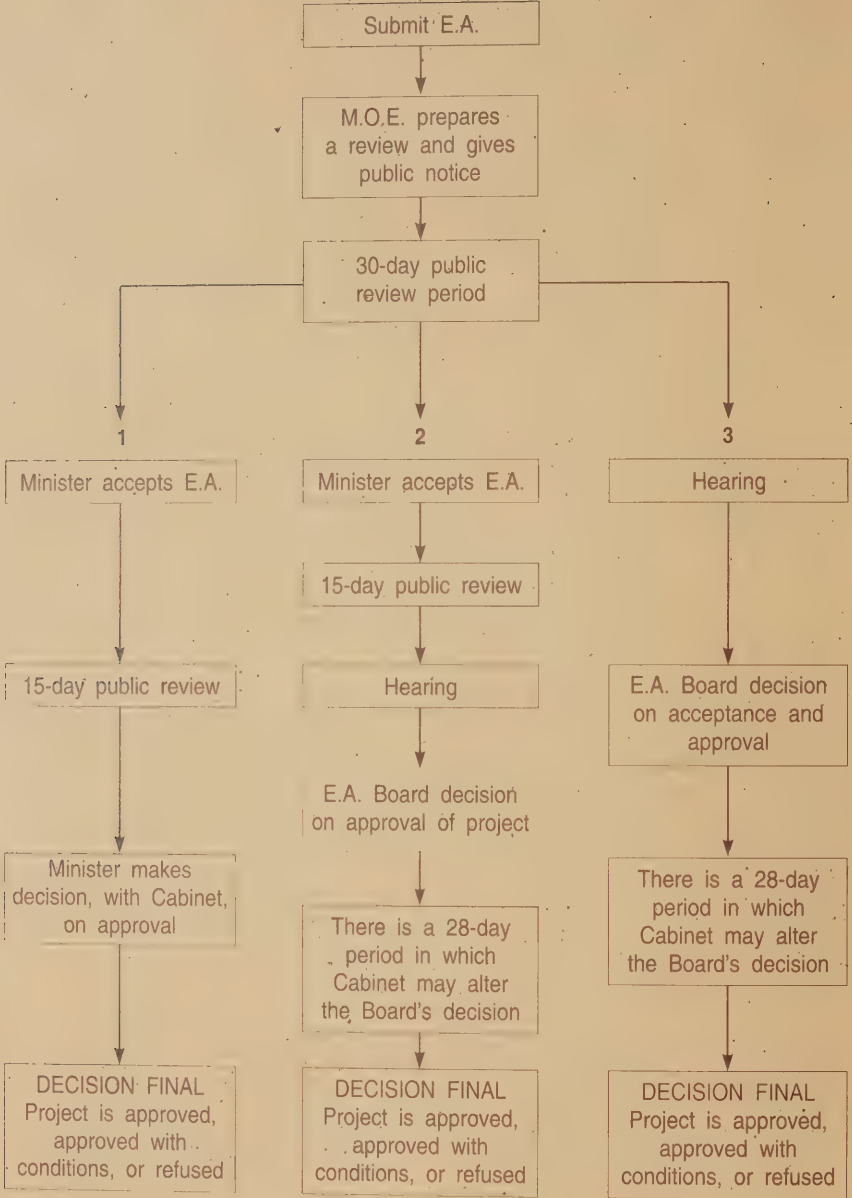 Submit E.A.
M.O.E. prepares
a review and gives
public notice
30-day public
review period
1
Minister accepts E.A.
15-day public review
Minister makes
decision, with Cabinet,
on approval
DECISION FINAL
Project is approved,
approved with
conditions, or refused
2
Minister accepts E.A.
15-day public review
Hearing
E.A. Board decision
on approval of project
There is a 28-day
period in which
Cabinet may alter
the Board's decision
DECISION FINAL
Project is approved,
approved with
conditions, or refused
3
Hearing
E.A. Board decision
on acceptance and
approval
There is a 28-day
period in which
Cabinet may alter
the Board's decision
DECISION FINAL
Project is approved,
approved with
conditions, or refused